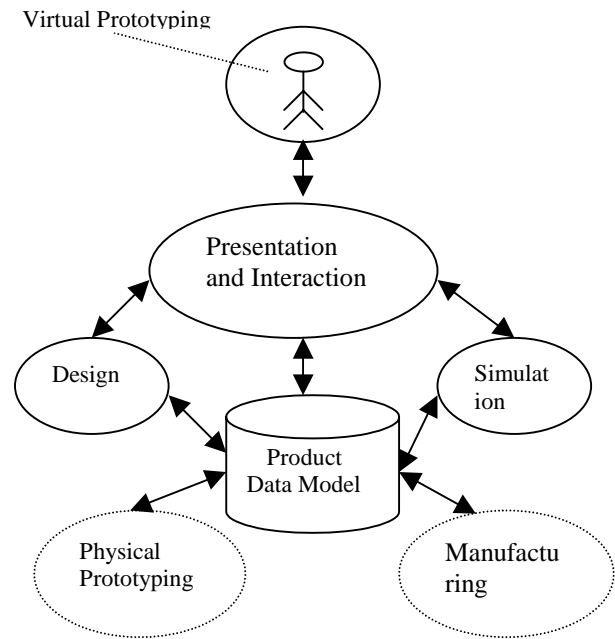 Virtual Prototyping
Presentation
and Interaction
Design
Simulat
ion
Product
Data Model
Physical
Prototyping
Manufactu
ring